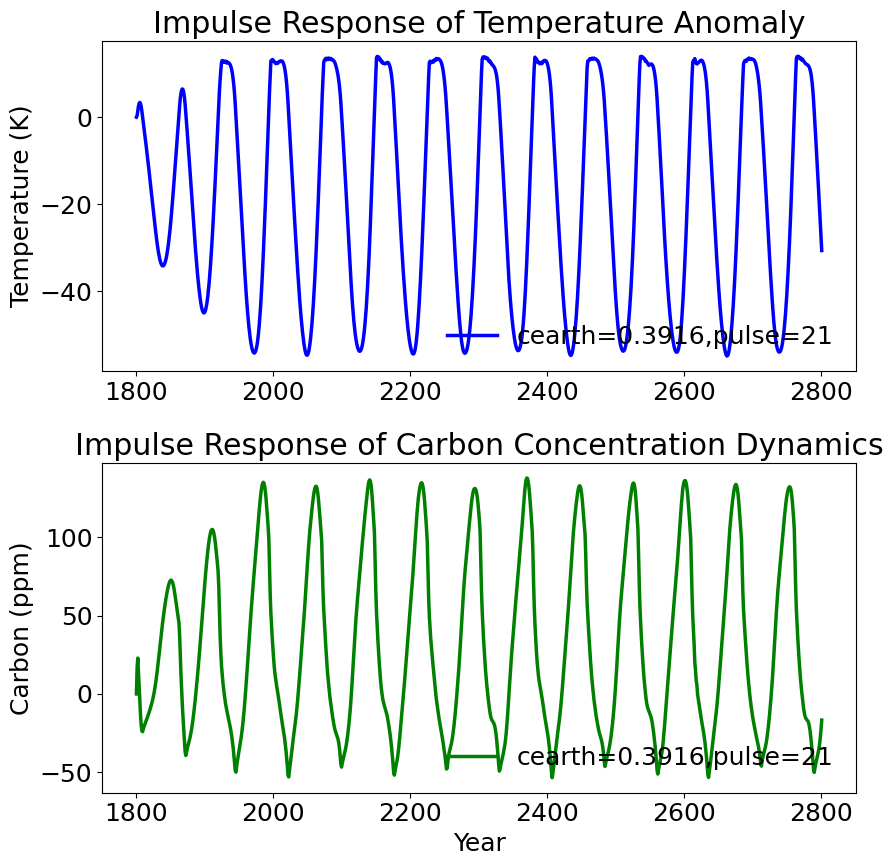 Impulse Response of Temperature Anomaly
Temperature (K)
0
−20
−40
cearth=0.3916,pulse=21
1800 2000 2200 2400 2600 2800
Impulse Response of Carbon Concentration Dynamics
Carbon (ppm)
100
50
0
−50
cearth=0.3916,pulse=21
1800 2000 2200 2400 2600 2800
Year